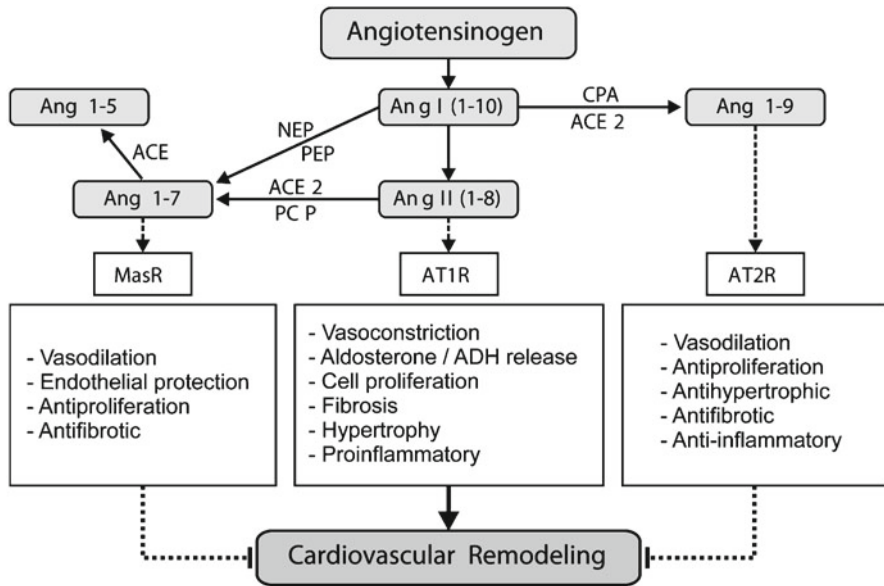 Angiotensinogen
Ang 1-5
Ang I (1-10)
CPA
ACE 2
Ang 1-9
NEP
PEP
ACE
Ang 1-7
ACE 2
PC P
Ang II (1-8)
MasR
AT1R
AT2R
- Vasodilation
- Endothelial protection
- Antiproliferation
- Antifibrotic
- Vasoconstriction
- Aldosterone / ADH release
- Cell proliferation
- Fibrosis
- Hypertrophy
- Proinflammatory
- Vasodilation
- Antiproliferation
- Antihypertrophic
- Antifibrotic
- Anti-inflammatory
Cardiovascular Remodeling